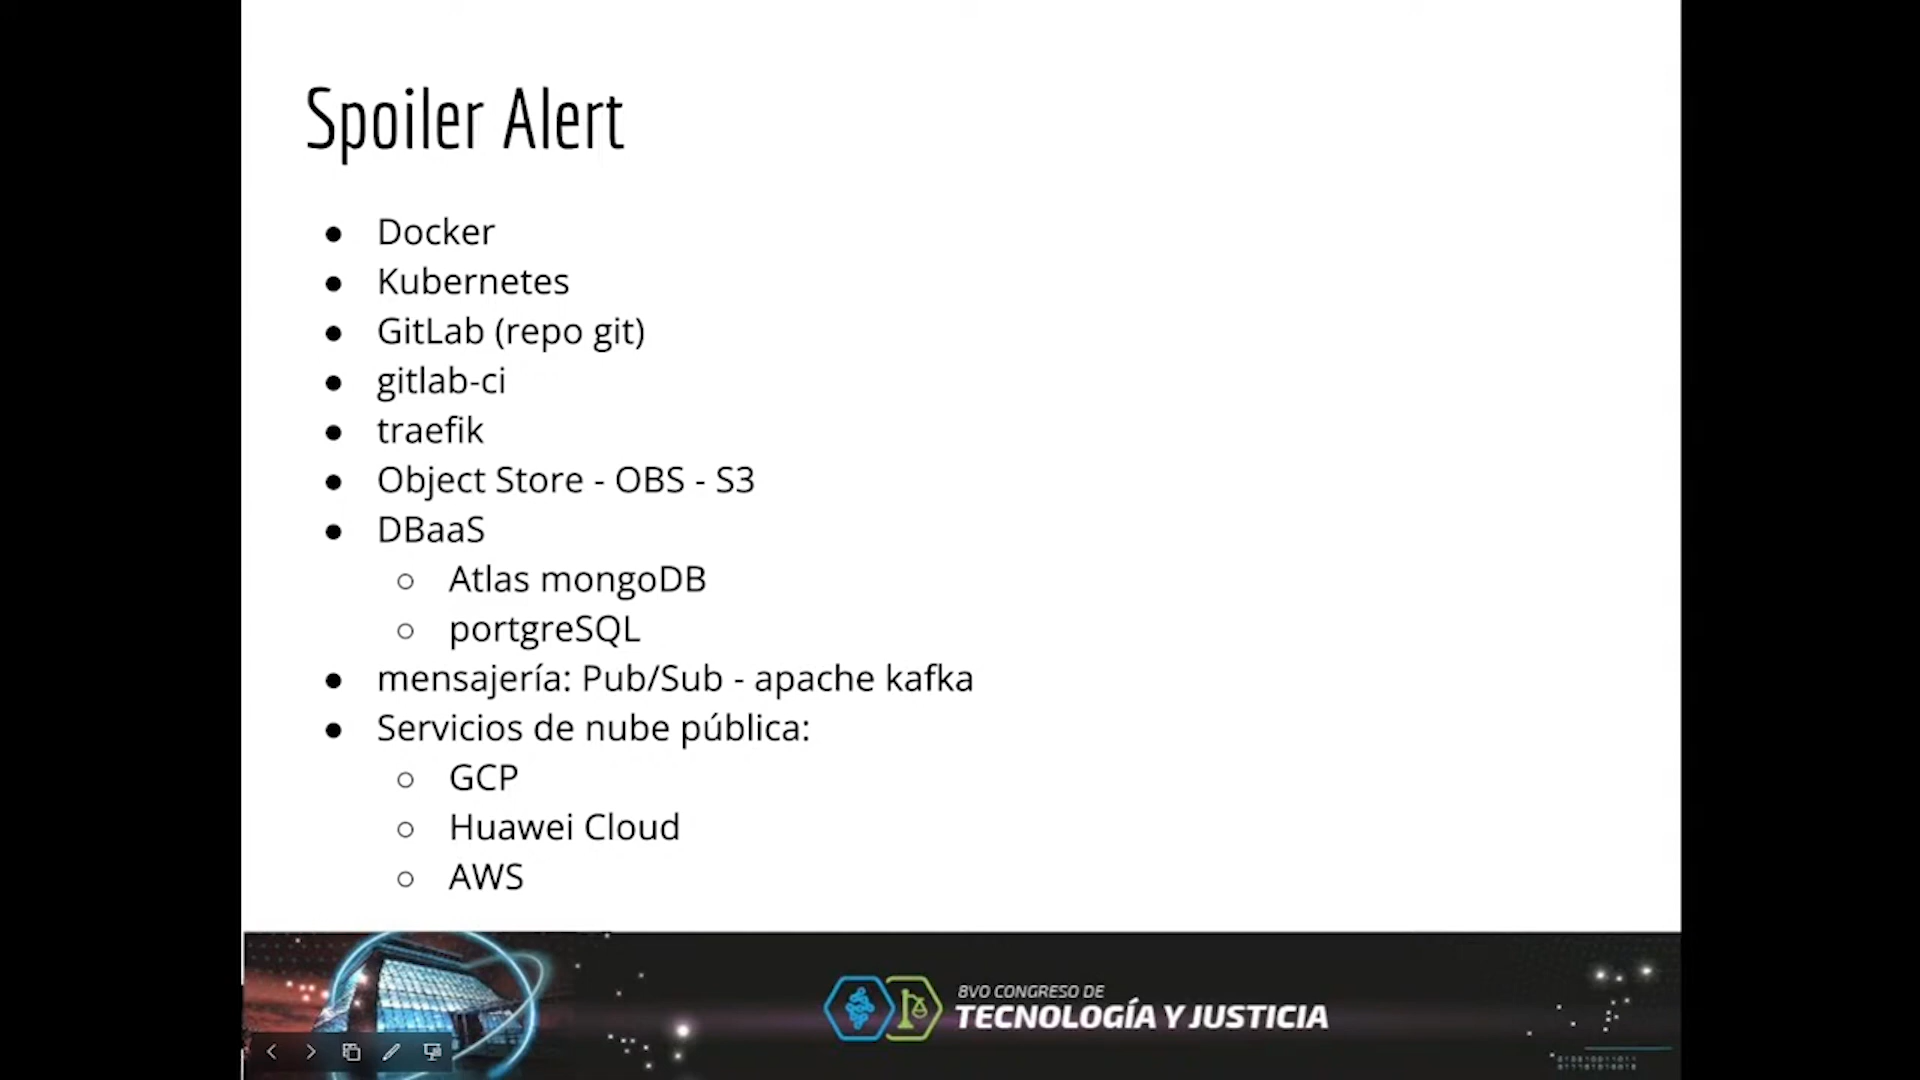 Spoiler Alert
● Docker
● Kubernetes
● GitLab (repo git)
● gitlab-ci
● traefik
● Object Store - OBS - S3
● DBaaS
○ Atlas mongoDB
○ portgreSQL
● mensajería: Pub/Sub - apache kafka
● Servicios de nube pública:
○ GCP
○ Huawei Cloud
○ AWS
8VO CONGRESO DE
TECNOLOGÍA Y JUSTICIA